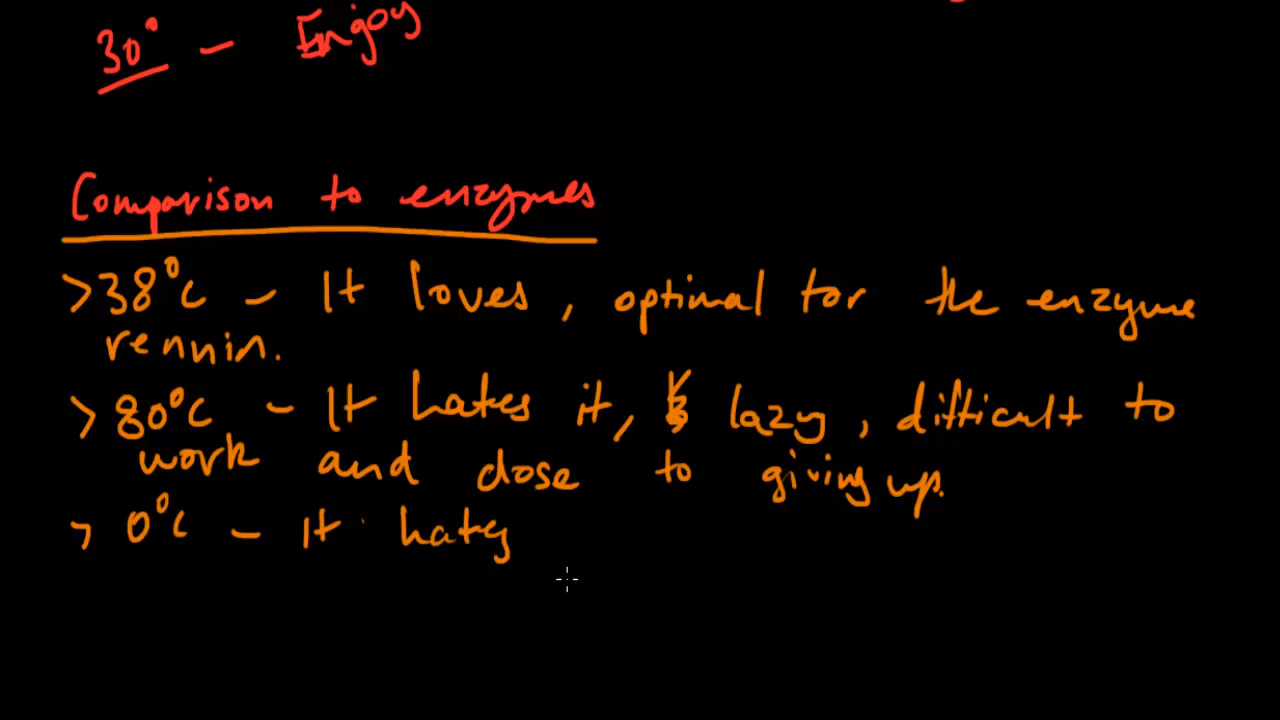 30° - Enjoy
Comparison to enzymes
>38°C - It loves, optimal for the enzyme
rennin.
>80°C - It hates it, lazy, difficult to
work and close to giving up.
> 0°C - It hates